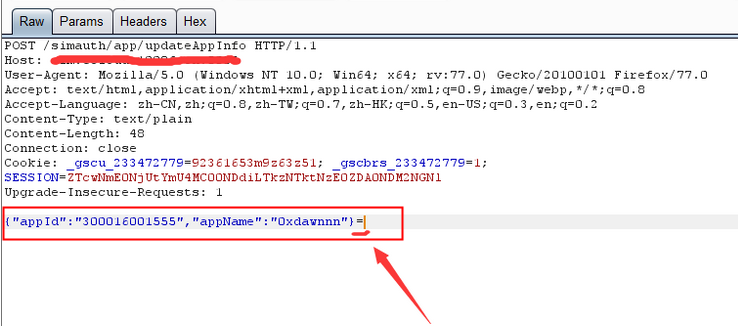 Raw Params Headers Hex
POST /simauth/app/updateAppInfo HTTP/1.1
Host:
User-Agent: Mozilla/5.0 (Windows NT 10.0; Win64; x64; rv:77.0) Gecko/20100101 Firefox/77.0
Accept: text/html,application/xhtml+xml,application/xml;q=0.9,image/webp,*/*;q=0.8
Accept-Language: zh-CN,zh;q=0.8,zh-TW;q=0.7,zh-HK;q=0.5,en-US;q=0.3,en;q=0.2
Content-Type: text/plain
Content-Length: 48
Connection: close
Cookie: _gscu_233472779=92361653m9z63z51; _gscbrs_233472779=1;
SESSION=ZTcwNmE0NjUtYmU4MC00NDdiLTkzNTktNzE0ZDA0NDM2NGNl
Upgrade-Insecure-Requests: 1
{"appId":"300016001555","appName":"0xdawnnn"}=